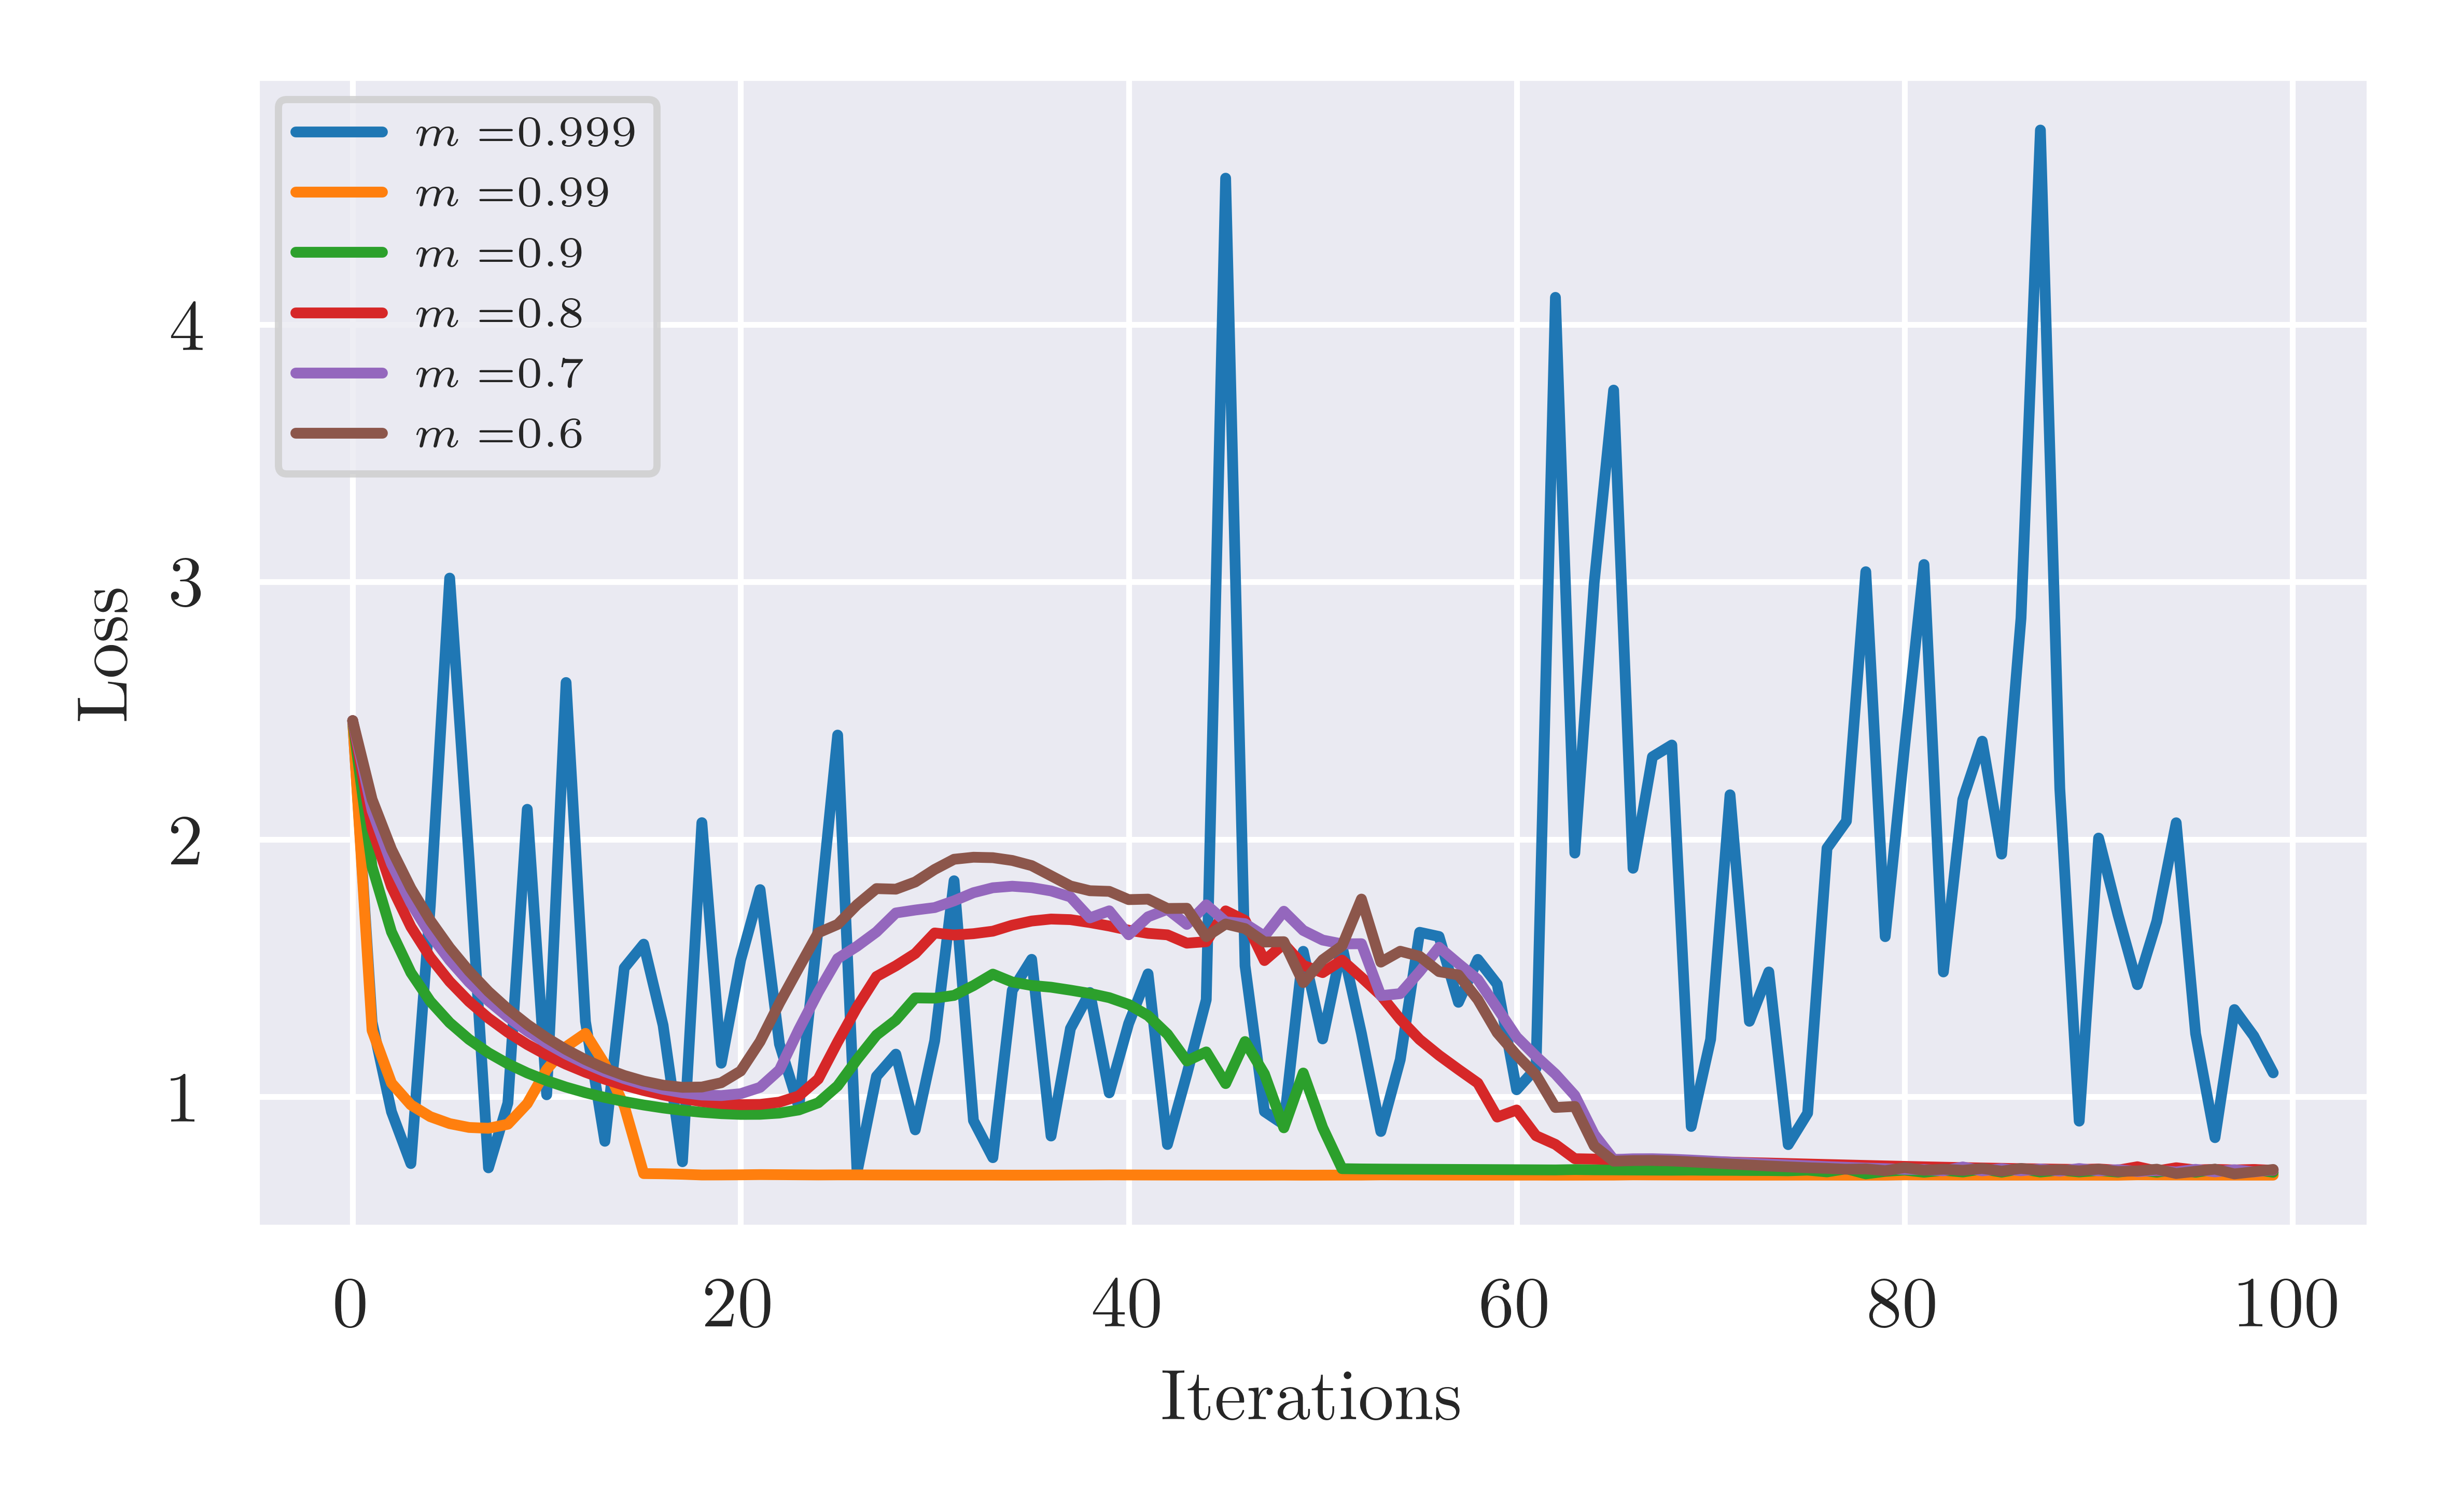 m =0.999
m =0.99
m =0.9
m =0.8
m =0.7
m =0.6
4
3
2
1
Loss
0 20 40 60 80 100
Iterations